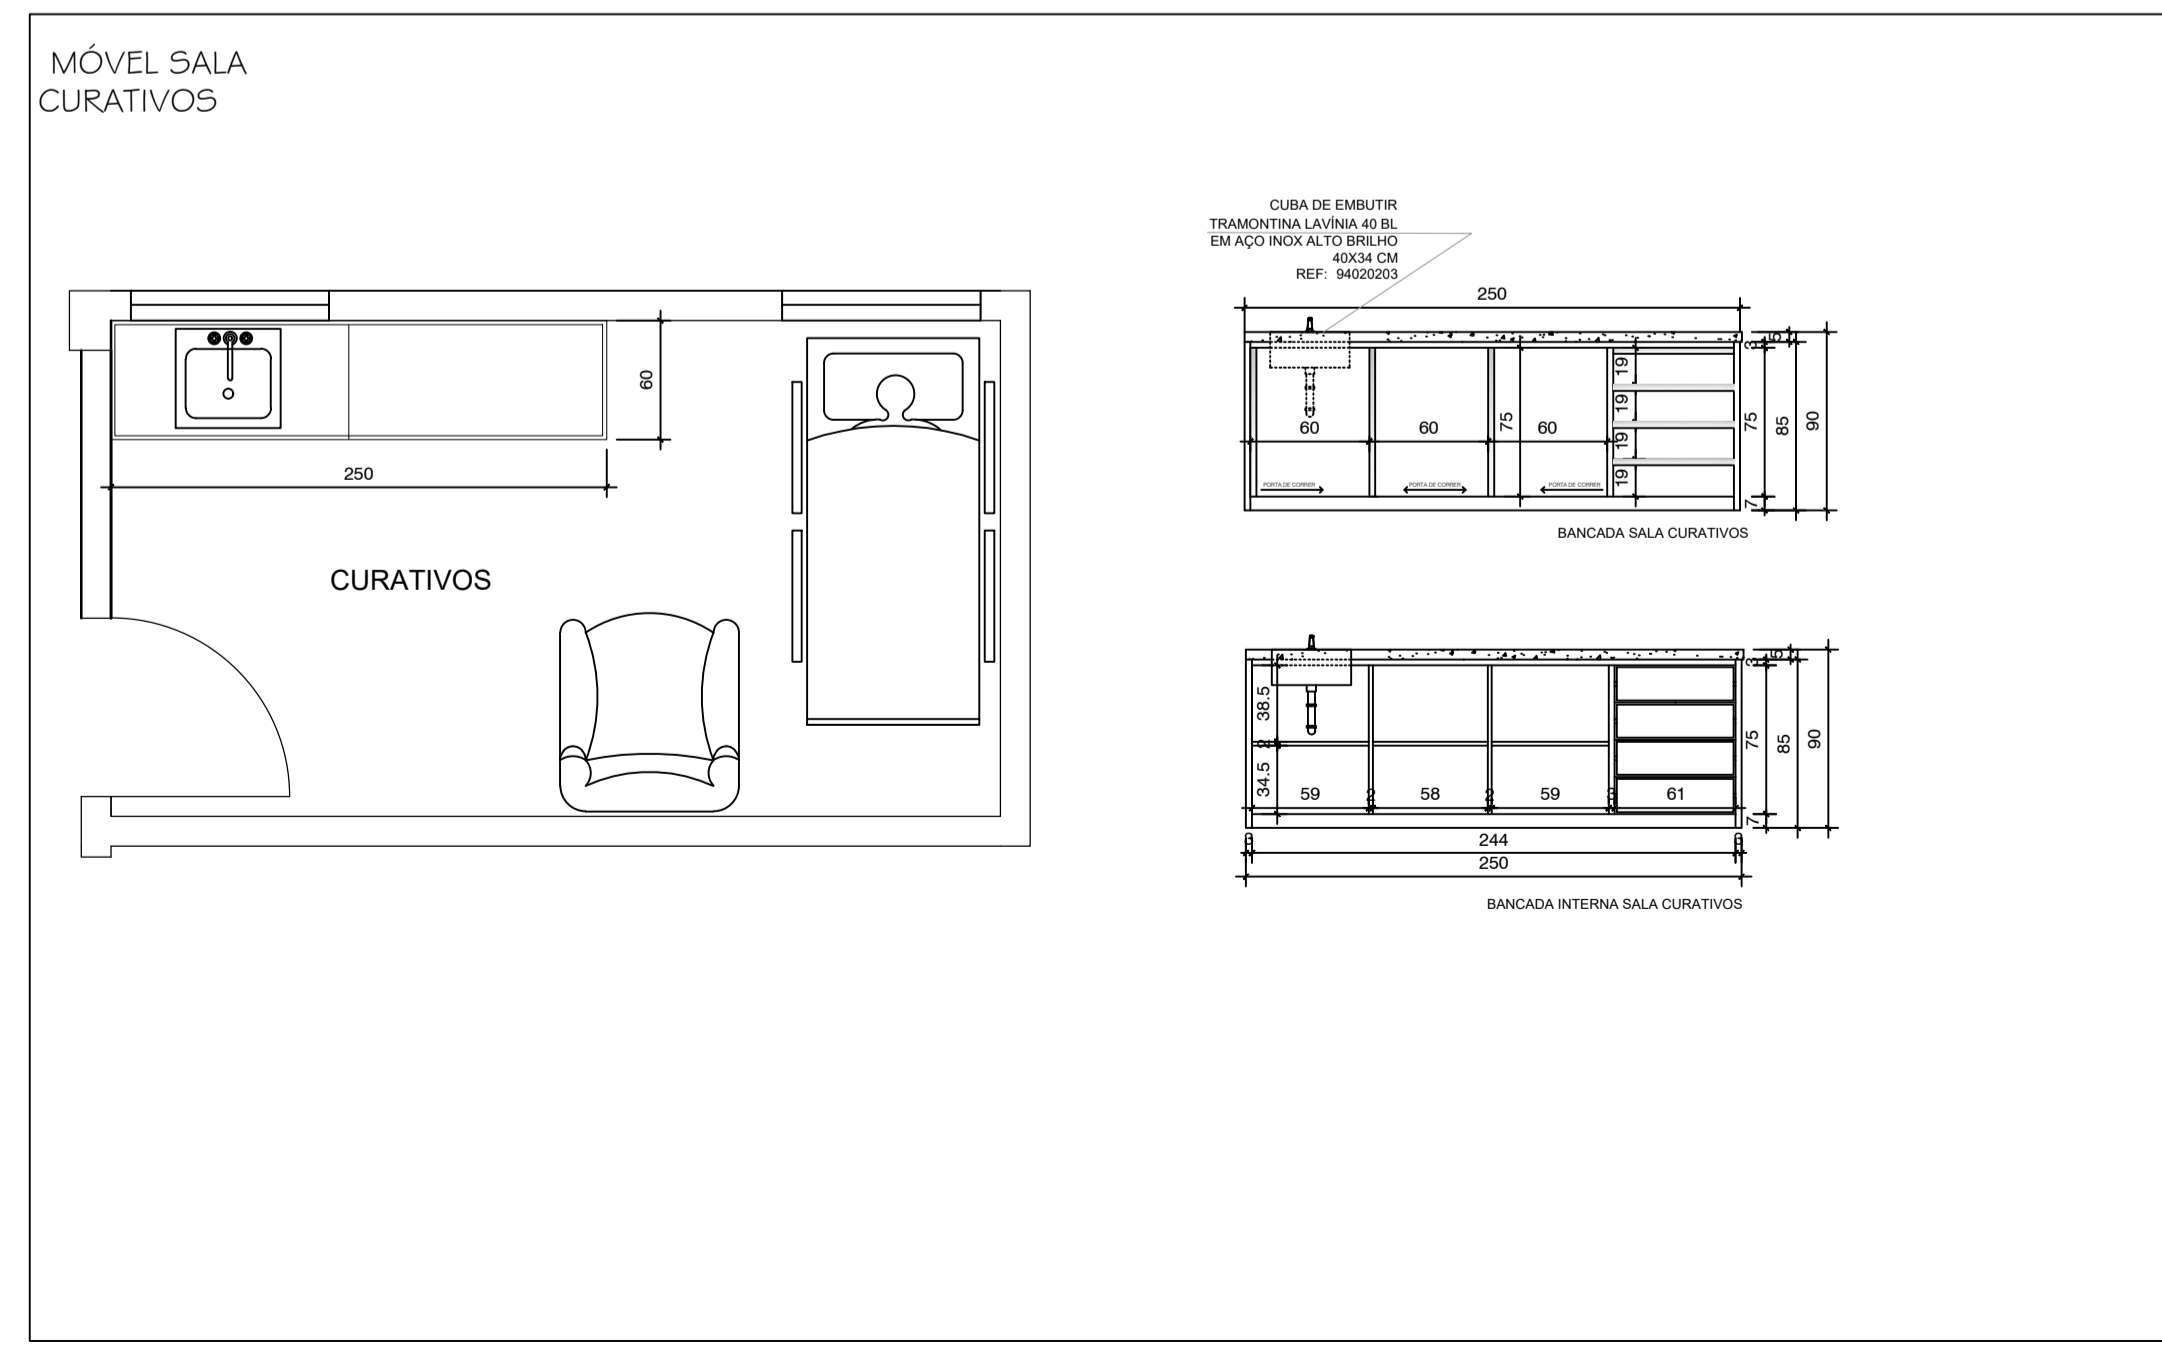 MÓVEL SALA
CURATIVOS
60
250
CURATIVOS
CUBA DE EMBUTIR
TRAMONTINA LAVÍNIA 40 BL
EM AÇO INOX ALTO BRILHO
40X34 CM
REF: 94020203
250
5
3
19
19
19
19
60
60
75
60
75
85
90
7
PORTA DE CORRER
PORTA DE CORRER
PORTA DE CORRER
BANCADA SALA CURATIVOS
5
3
38.5
2
34.5
75
85
90
59
2
58
2
59
3
61
7
3
244
3
250
BANCADA INTERNA SALA CURATIVOS